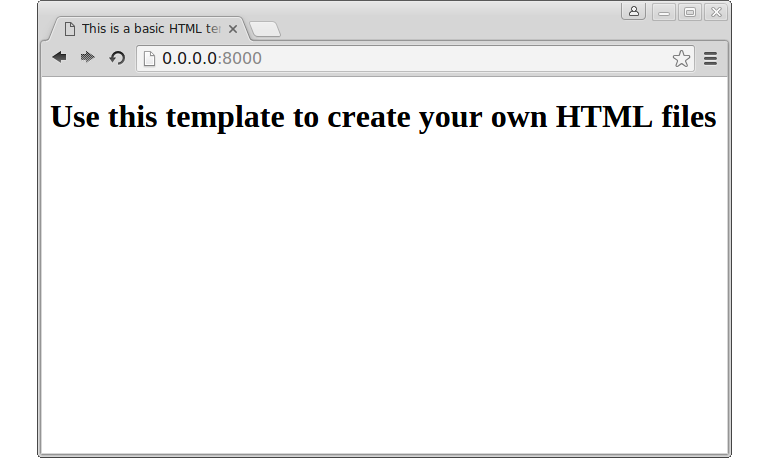 This is a basic HTML te
0.0.0.0:8000
Use this template to create your own HTML files